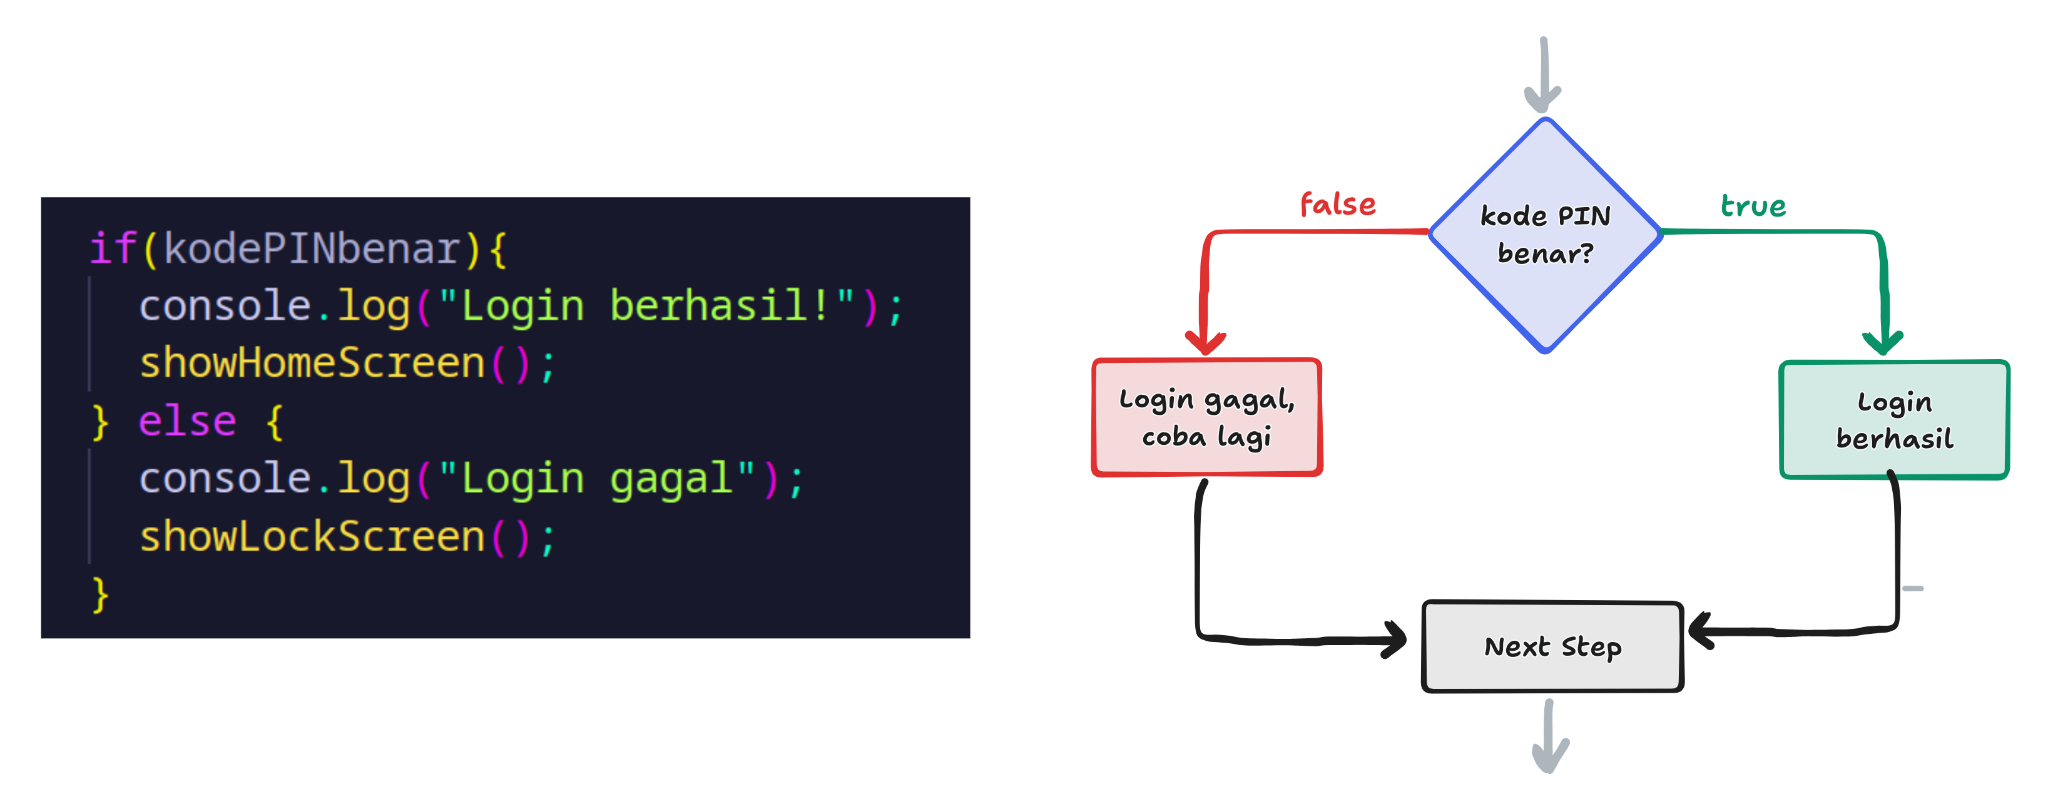 if(kodePINbenar){
console.log("Login berhasil!");
showHomeScreen();
} else {
console.log("Login gagal");
showLockScreen();
}
kode PIN
benar?
false
true
Login gagal,
coba lagi
Login
berhasil
Next Step